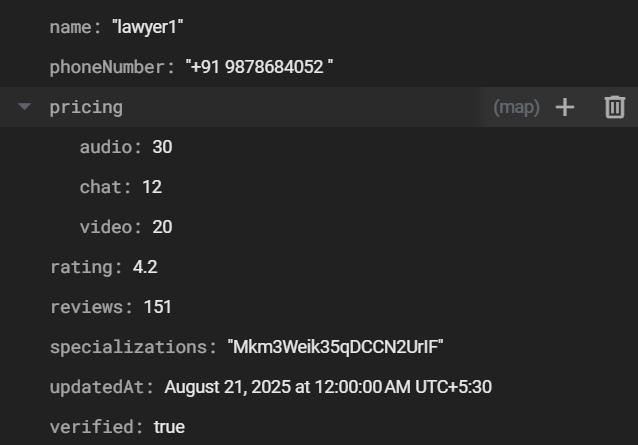 name: "lawyer1"
phoneNumber: "+91 9878684052 "
pricing (map)
audio: 30
chat: 12
video: 20
rating: 4.2
reviews: 151
specializations: "Mkm3Weik35qDCCN2UrIF"
updatedAt: August 21, 2025 at 12:00:00 AM UTC+5:30
verified: true